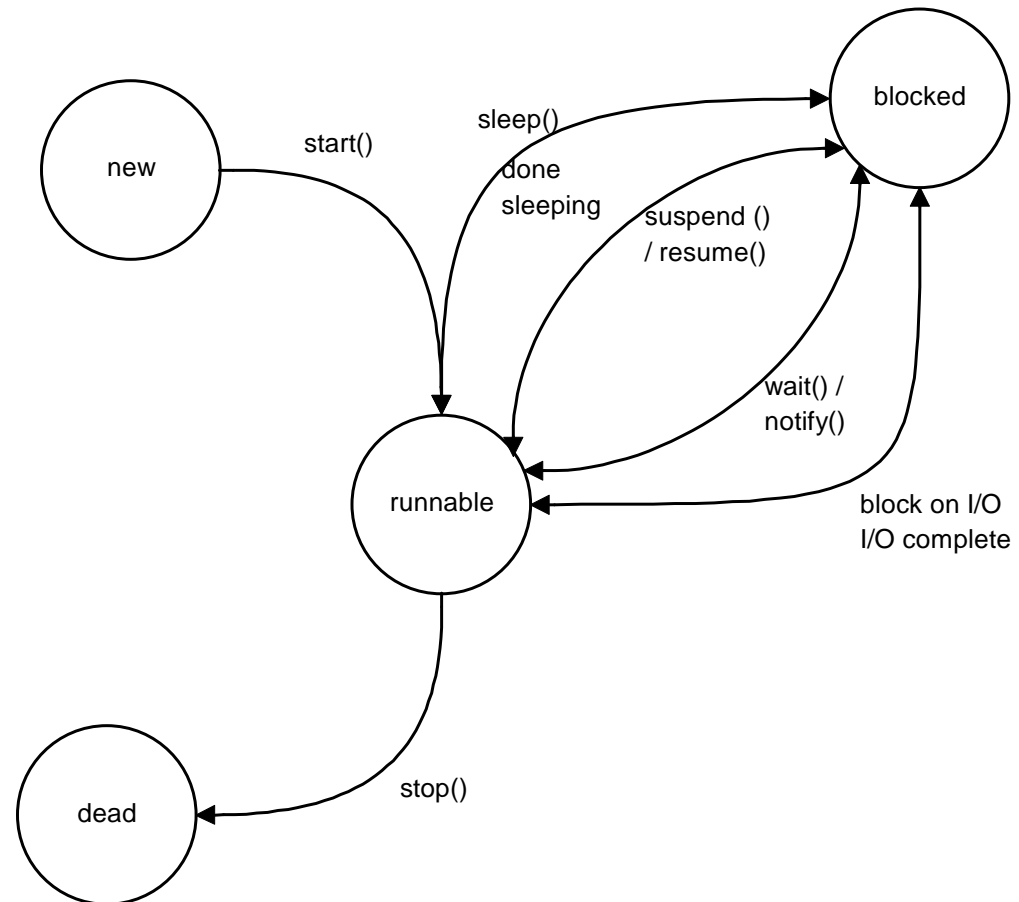 blocked
sleep()
start()
new
done
sleeping
suspend ()
/ resume()
wait() /
notify()
runnable
block on I/O
I/O complete
stop()
dead